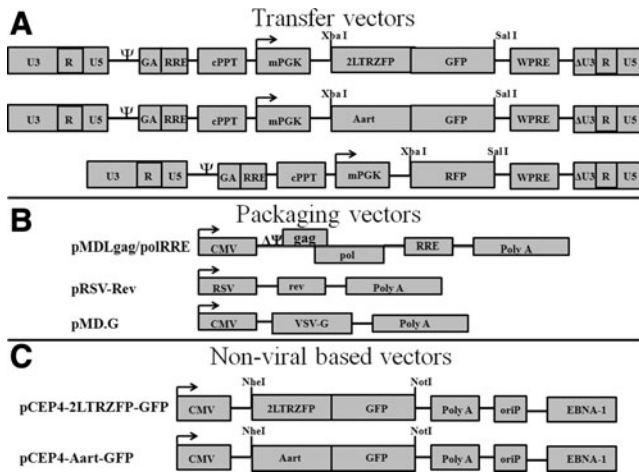 A Transfer vectors
Xba I Sal I
U3 R U5 Ψ GA RRE cPPT mPGK 2LTRZFP GFP WPRE ΔU3 R U5
Xba I Sal I
U3 R U5 Ψ GA RRE cPPT mPGK Aart GFP WPRE ΔU3 R U5
Xba I Sal I
U3 R U5 Ψ GA RRE cPPT mPGK RFP WPRE ΔU3 R U5
B Packaging vectors
pMDLgag/polRRE CMV ΔΨ gag pol RRE Poly A
pRSV-Rev RSV rev Poly A
pMD.G CMV VSV-G Poly A
C Non-viral based vectors
NheI NotI
pCEP4-2LTRZFP-GFP CMV 2LTRZFP GFP Poly A oriP EBNA-1
NheI NotI
pCEP4-Aart-GFP CMV Aart GFP Poly A oriP EBNA-1